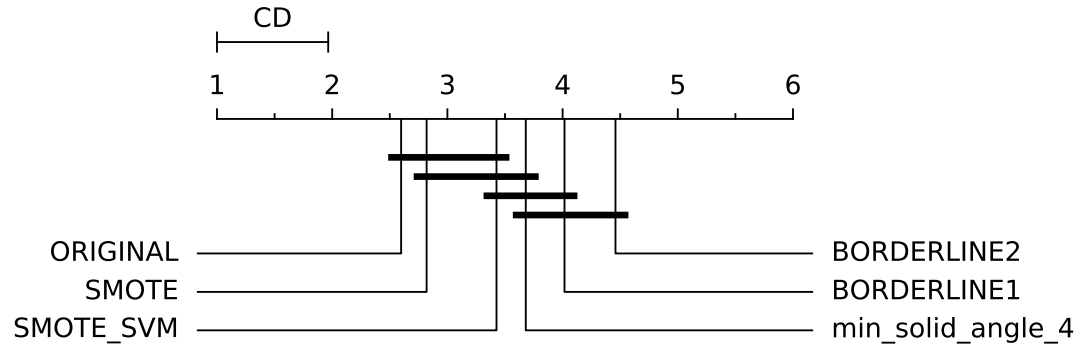 CD
1 2 3 4 5 6
ORIGINAL BORDERLINE2
SMOTE BORDERLINE1
SMOTE_SVM min_solid_angle_4